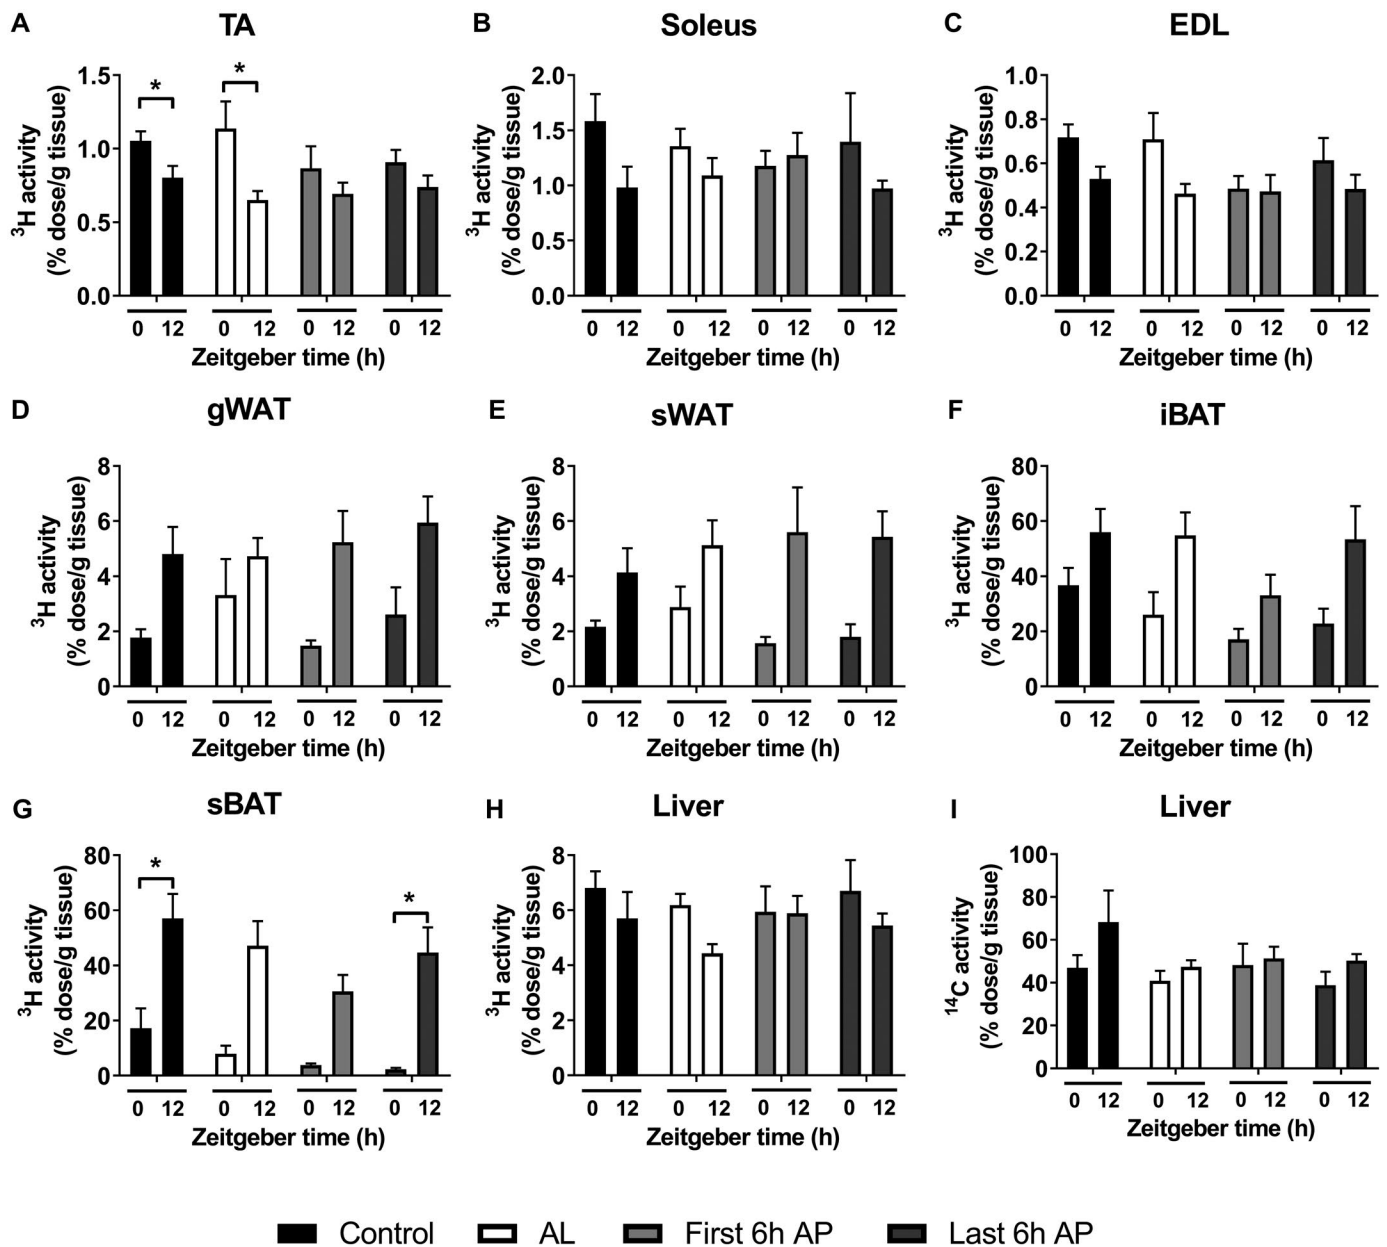 A
TA
³H activity
(% dose/g tissue)
1.5
1.0
0.5
0.0
*
*
0 12 0 12 0 12 0 12
Zeitgeber time (h)
B
Soleus
³H activity
(% dose/g tissue)
2.0
1.5
1.0
0.5
0.0
0 12 0 12 0 12 0 12
Zeitgeber time (h)
C
EDL
³H activity
(% dose/g tissue)
1.0
0.8
0.6
0.4
0.2
0.0
0 12 0 12 0 12 0 12
Zeitgeber time (h)
D
gWAT
³H activity
(% dose/g tissue)
8
6
4
2
0
0 12 0 12 0 12 0 12
Zeitgeber time (h)
E
sWAT
³H activity
(% dose/g tissue)
8
6
4
2
0
0 12 0 12 0 12 0 12
Zeitgeber time (h)
F
iBAT
³H activity
(% dose/g tissue)
80
60
40
20
0
0 12 0 12 0 12 0 12
Zeitgeber time (h)
G
sBAT
³H activity
(% dose/g tissue)
80
60
40
20
0
*
*
0 12 0 12 0 12 0 12
Zeitgeber time (h)
H
Liver
³H activity
(% dose/g tissue)
8
6
4
2
0
0 12 0 12 0 12 0 12
Zeitgeber time (h)
I
Liver
¹⁴C activity
(% dose/g tissue)
100
80
60
40
20
0
0 12 0 12 0 12 0 12
Zeitgeber time (h)
Control AL First 6h AP Last 6h AP